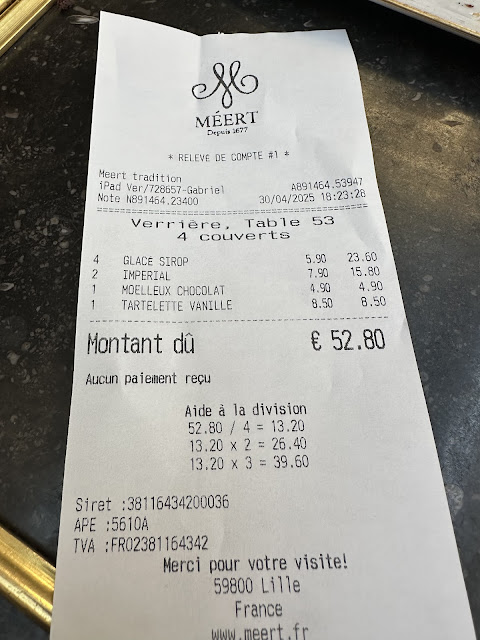 M
MÉERT
Depuis 1677
* RELEVE DE COMPTE #1 *
Meert tradition
iPad Ver/728657-Gabriel A891464.53947
Note N891464.23400 30/04/2025 18:23:28
Verrière, Table 53
4 couverts
4 GLACE SIROP 5.90 23.60
2 IMPERIAL 7.90 15.80
1 MOELLEUX CHOCOLAT 4.90 4.90
1 TARTELETTE VANILLE 8.50 8.50
Montant dû € 52.80
Aucun paiement reçu
Aide à la division
52.80 / 4 = 13.20
13.20 x 2 = 26.40
13.20 x 3 = 39.60
Siret :38116434200036
APE :5610A
TVA :FR02381164342
Merci pour votre visite!
59800 Lille
France
www.meert.fr